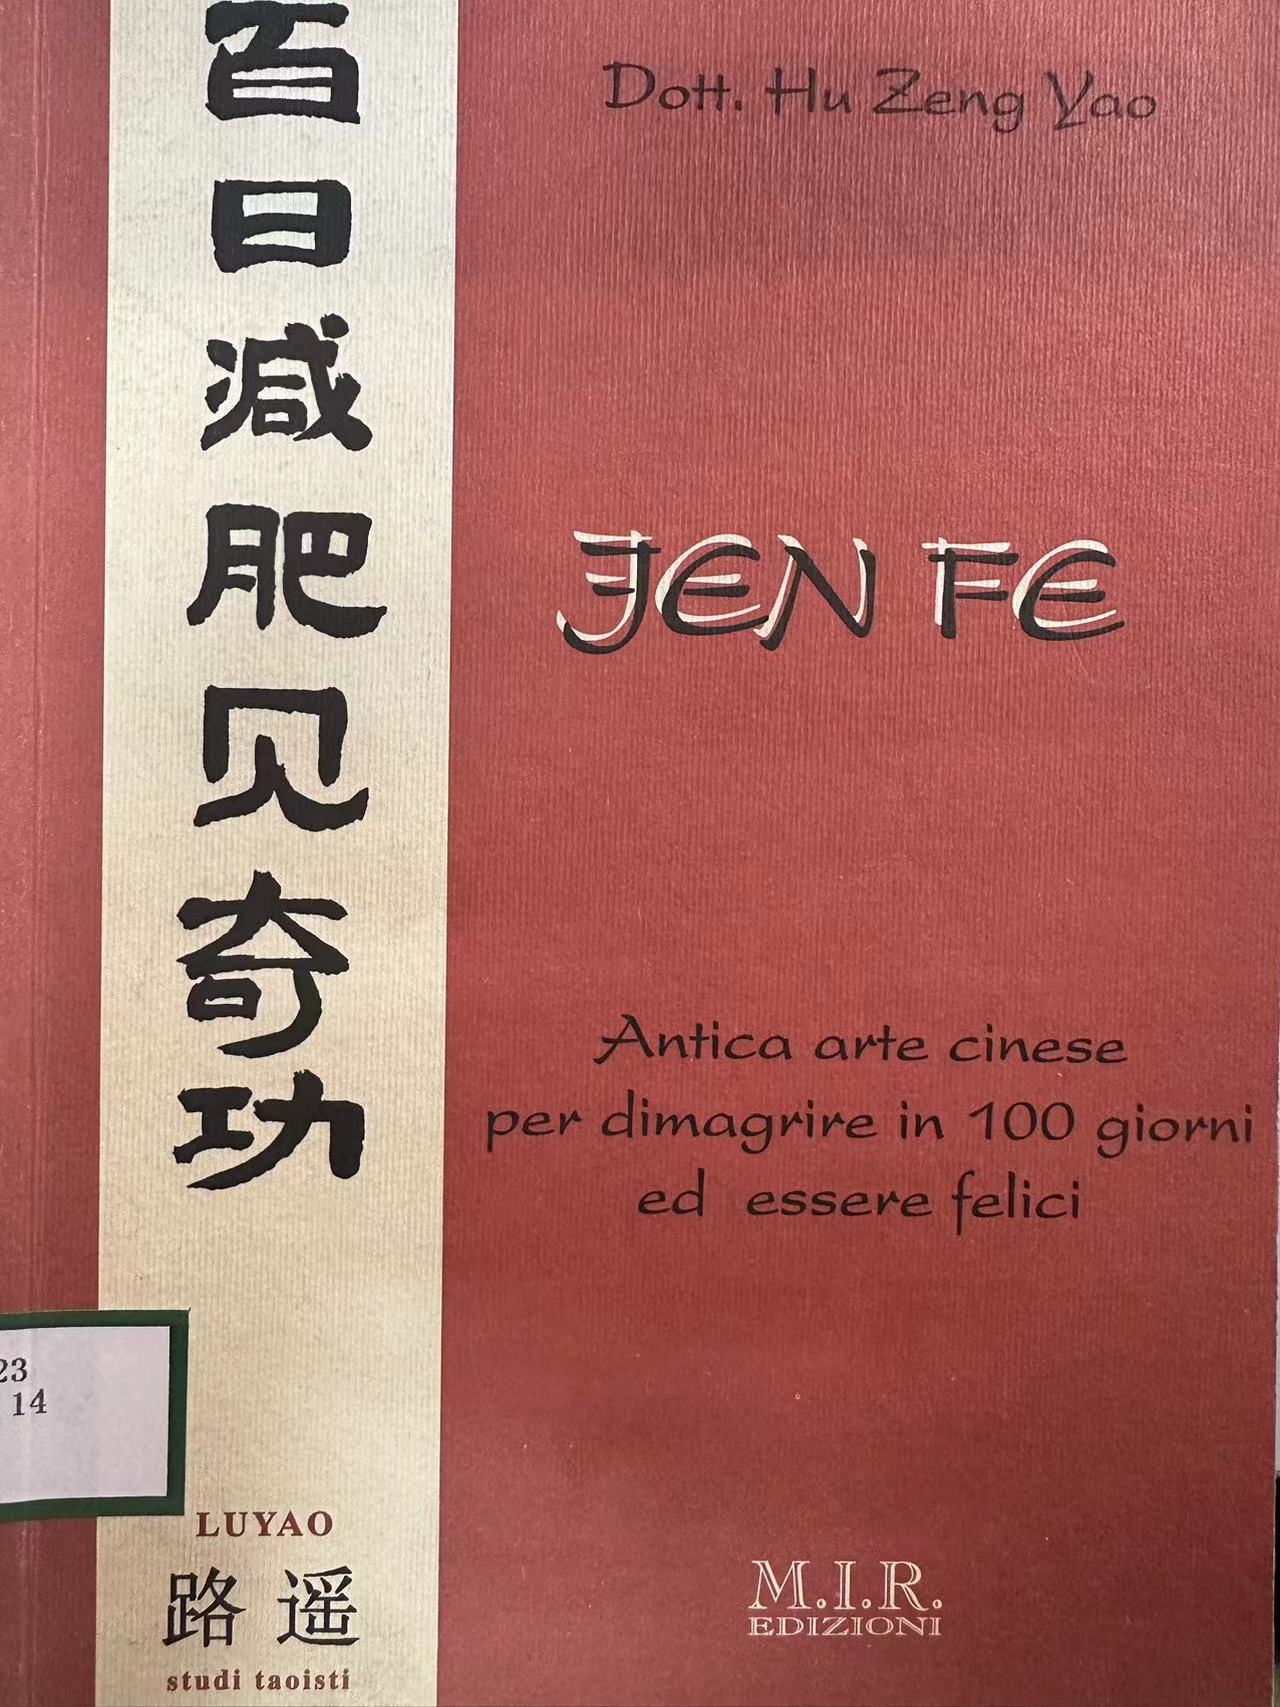 百日减肥见奇功
Dott. Hu Zeng Yao
JEN FE
Antica arte cinese
per dimagrire in 100 giorni
ed essere felici
23
14
LUYAO
路遥
studi taoisti
M.I.R.
EDIZIONI